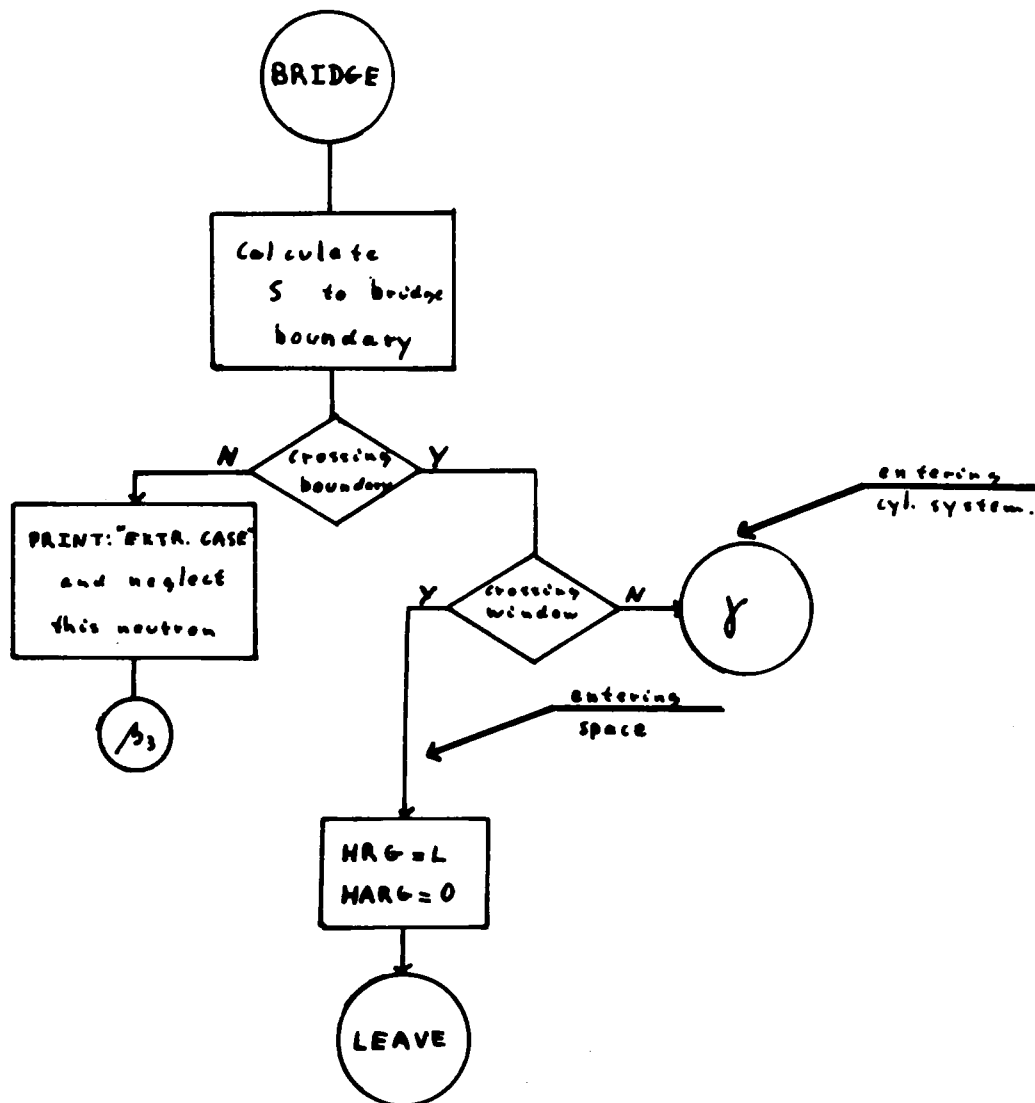 BRIDGE
Calculate
S to bridge
boundary
N
crossing
boundary
Y
entering
cyl. system.
PRINT: "EXTR. CASE"
and neglect
this neutron
Y
crossing
window
N
γ
entering
space
β3
HRG = L
HARG = 0
LEAVE